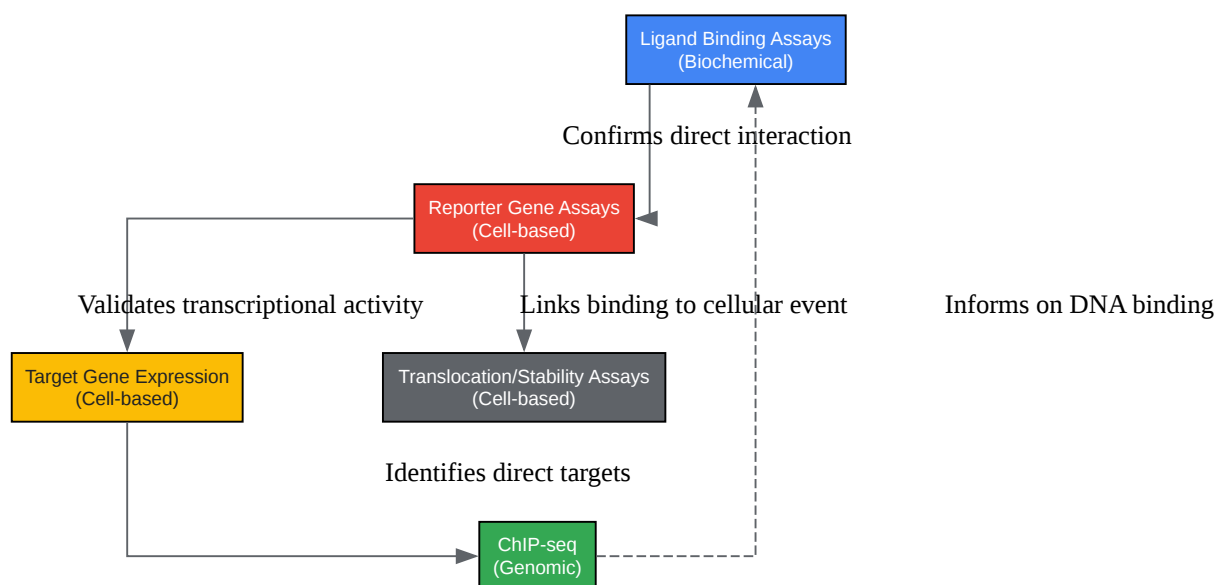 Ligand Binding Assays
(Biochemical)
Confirms direct interaction
Reporter Gene Assays
(Cell-based)
Validates transcriptional activity
Links binding to cellular event
Informs on DNA binding
Target Gene Expression
(Cell-based)
Translocation/Stability Assays
(Cell-based)
Identifies direct targets
ChIP-seq
(Genomic)